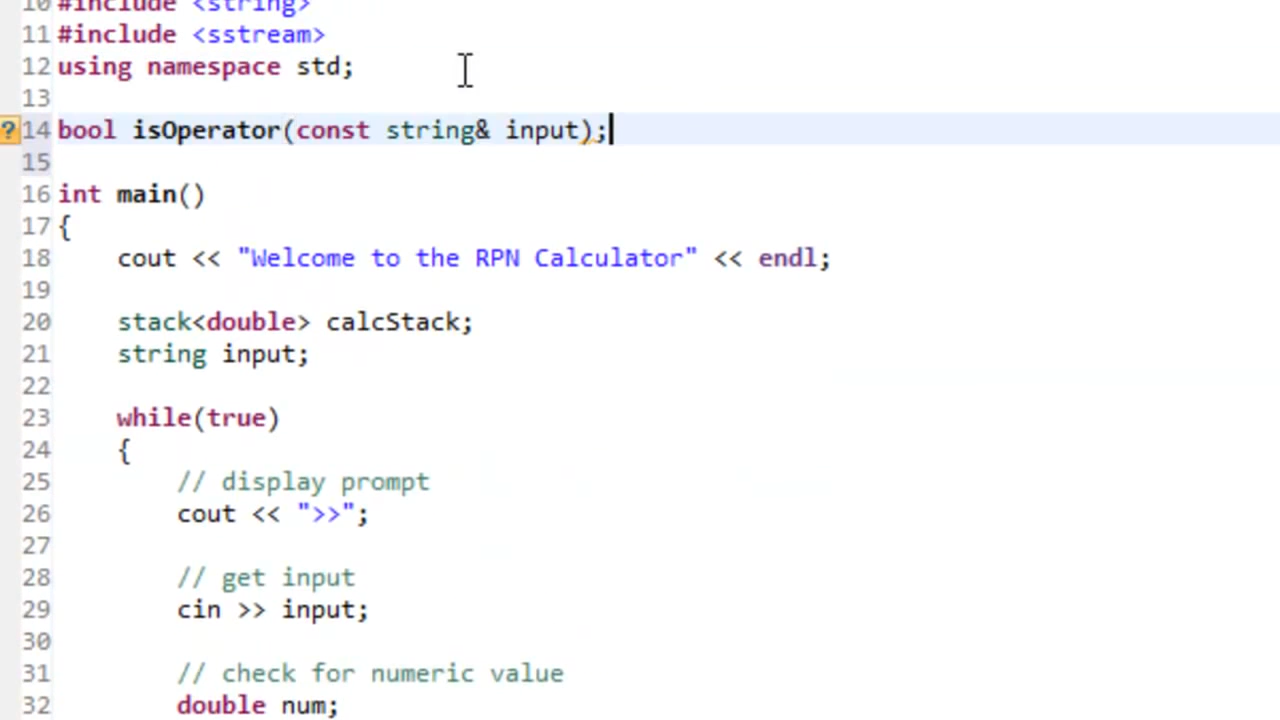 10 #include <string>
11 #include <sstream>
12 using namespace std;
13
? 14 bool isOperator(const string& input);
15
16 int main()
17 {
18     cout << "Welcome to the RPN Calculator" << endl;
19
20     stack<double> calcStack;
21     string input;
22
23     while(true)
24     {
25         // display prompt
26         cout << ">>";
27
28         // get input
29         cin >> input;
30
31         // check for numeric value
32         double num;